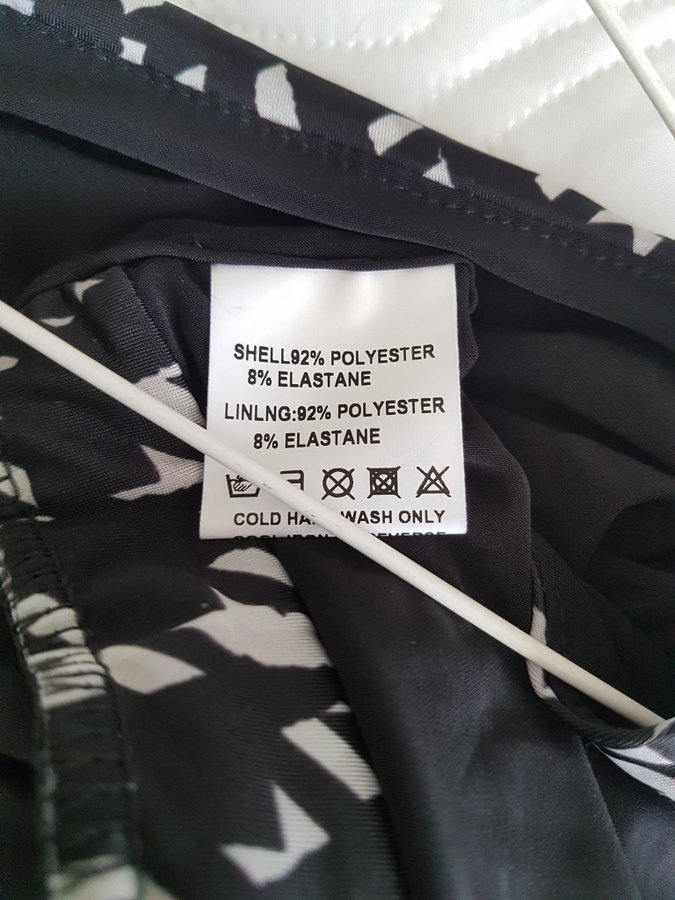 SHELL92% POLYESTER
8% ELASTANE
LINLNG:92% POLYESTER
8% ELASTANE
COLD WASH ONLY